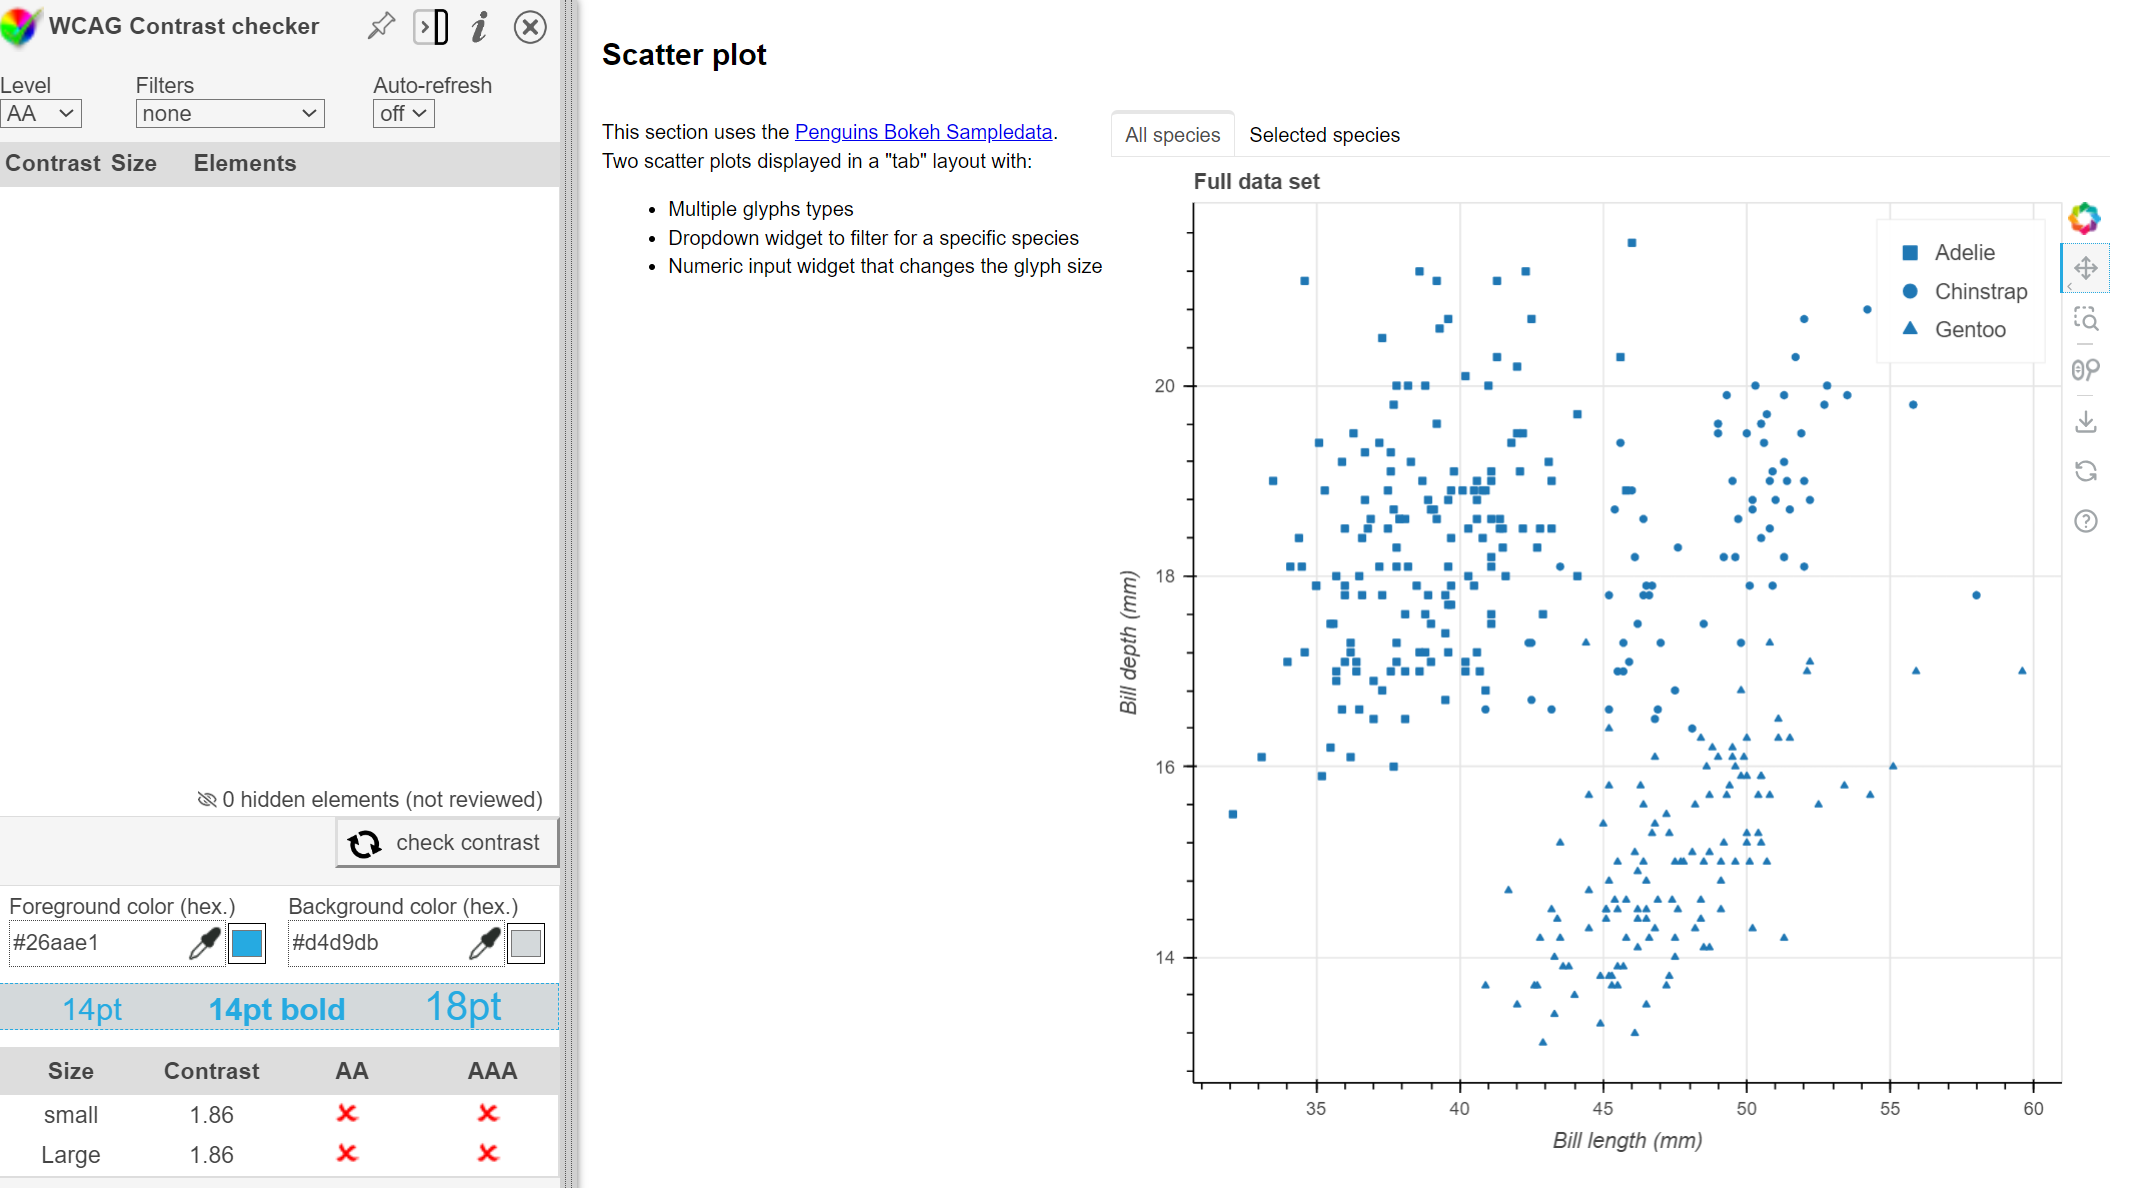 WCAG Contrast checker
Level Filters Auto-refresh
AA none off
Contrast Size Elements
0 hidden elements (not reviewed)
check contrast
Foreground color (hex.) Background color (hex.)
#26aae1 #d4d9db
14pt 14pt bold 18pt
Size Contrast AA AAA
small 1.86
Large 1.86
Scatter plot
This section uses the Penguins Bokeh Sampledata.
Two scatter plots displayed in a "tab" layout with:
• Multiple glyphs types
• Dropdown widget to filter for a specific species
• Numeric input widget that changes the glyph size
All species Selected species
Full data set
Adelie
Chinstrap
Gentoo
20
18
16
14
Bill depth (mm)
35 40 45 50 55 60
Bill length (mm)